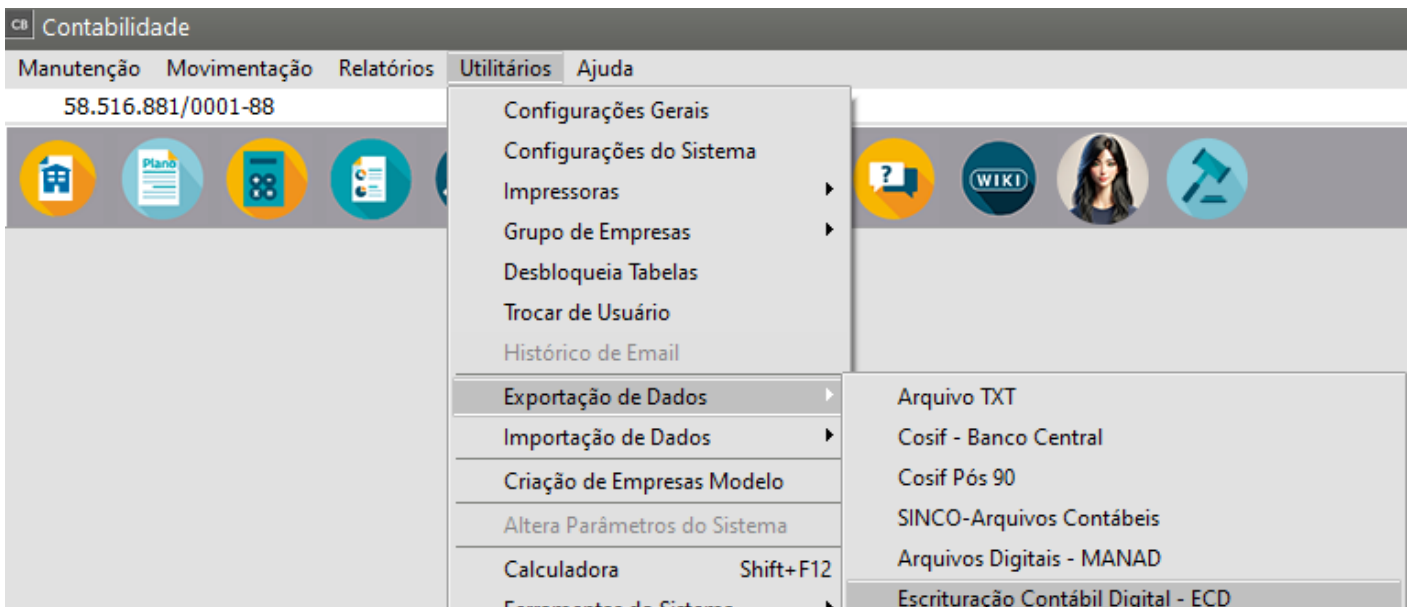 CB Contabilidade
Manutenção Movimentação Relatórios Utilitários Ajuda
58.516.881/0001-88
Plano
?
WIKI
Configurações Gerais
Configurações do Sistema
Impressoras
Grupo de Empresas
Desbloqueia Tabelas
Trocar de Usuário
Histórico de Email
Exportação de Dados
Importação de Dados
Criação de Empresas Modelo
Altera Parâmetros do Sistema
Calculadora Shift+F12
Ferramentas do Sistema
Arquivo TXT
Cosif - Banco Central
Cosif Pós 90
SINCO-Arquivos Contábeis
Arquivos Digitais - MANAD
Escrituração Contábil Digital - ECD